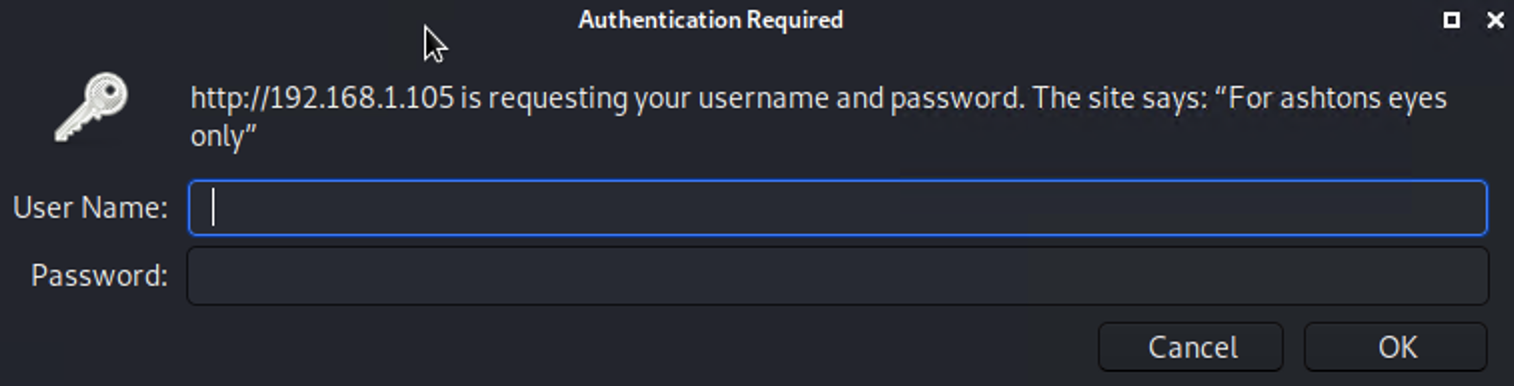 Authentication Required
http://192.168.1.105 is requesting your username and password. The site says: “For ashtons eyes
only”
User Name:
Password:
Cancel
OK